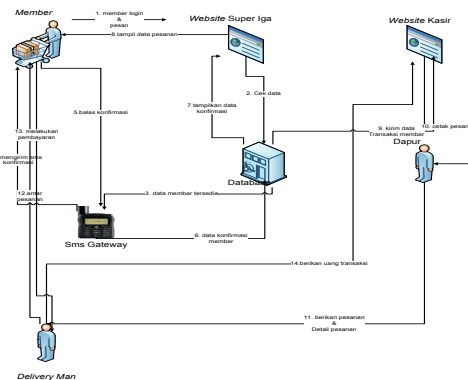 Member
1. member login
&
pesan
Website Super Iga
Website Kasir
8.tampil data pesanan
2. Cek data
5.balas konfirmasi
7.tampilkan data
konfirmasi
9. kirim data
Transaksi member
10. cetak pesan
Dapur
13. melakukan
pembayaran
mengirim sms
konfirmasi
Database
12.antar
pesanan
3. data member tersedia
Sms Gateway
6. data konfirmasi
member
14.berikan uang transaksi
11. berikan pesanan
&
Detail pesanan
Delivery Man